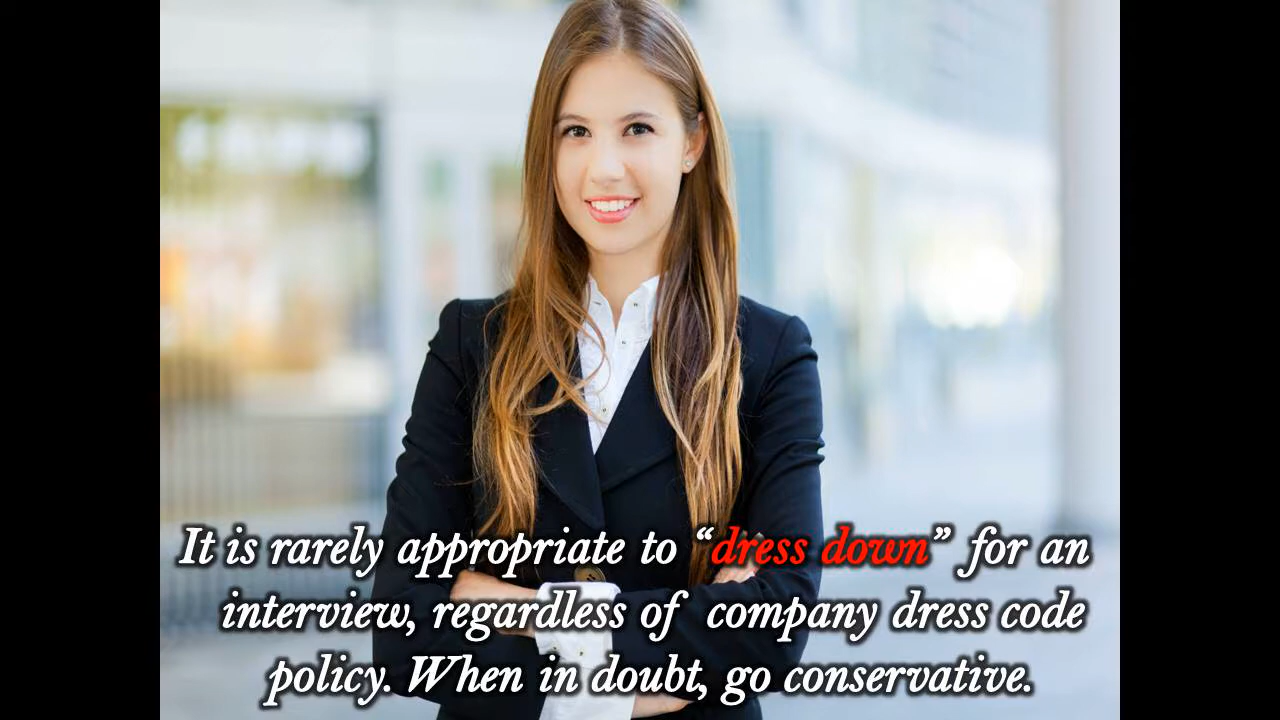 It is rarely appropriate to “dress down” for an
interview, regardless of company dress code
policy. When in doubt, go conservative.